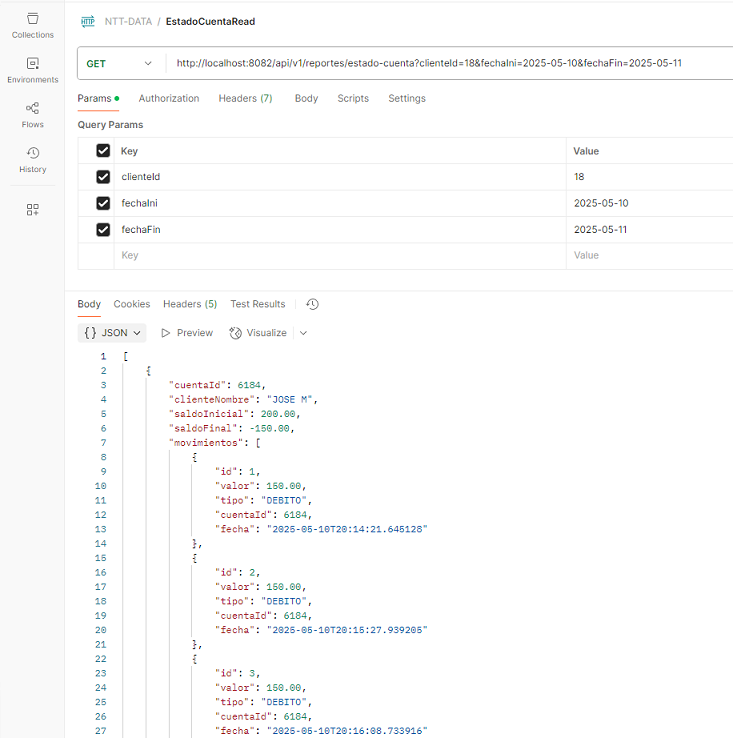 Collections
Environments
Flows
History
HTTP NTT-DATA / EstadoCuentaRead
GET http://localhost:8082/api/v1/reportes/estado-cuenta?clienteId=18&fechaIni=2025-05-10&fechaFin=2025-05-11
Params Authorization Headers (7) Body Scripts Settings
Query Params
Key Value
clienteId 18
fechaIni 2025-05-10
fechaFin 2025-05-11
Key Value
Body Cookies Headers (5) Test Results
{} JSON Preview Visualize
1 [
2 {
3 "cuentaId": 6184,
4 "clienteNombre": "JOSE M",
5 "saldoInicial": 200.00,
6 "saldoFinal": -150.00,
7 "movimientos": [
8 {
9 "id": 1,
10 "valor": 150.00,
11 "tipo": "DEBITO",
12 "cuentaId": 6184,
13 "fecha": "2025-05-10T20:14:21.645128"
14 },
15 {
16 "id": 2,
17 "valor": 150.00,
18 "tipo": "DEBITO",
19 "cuentaId": 6184,
20 "fecha": "2025-05-10T20:15:27.939205"
21 },
22 {
23 "id": 3,
24 "valor": 150.00,
25 "tipo": "DEBITO",
26 "cuentaId": 6184,
27 "fecha": "2025-05-10T20:16:08.733916"